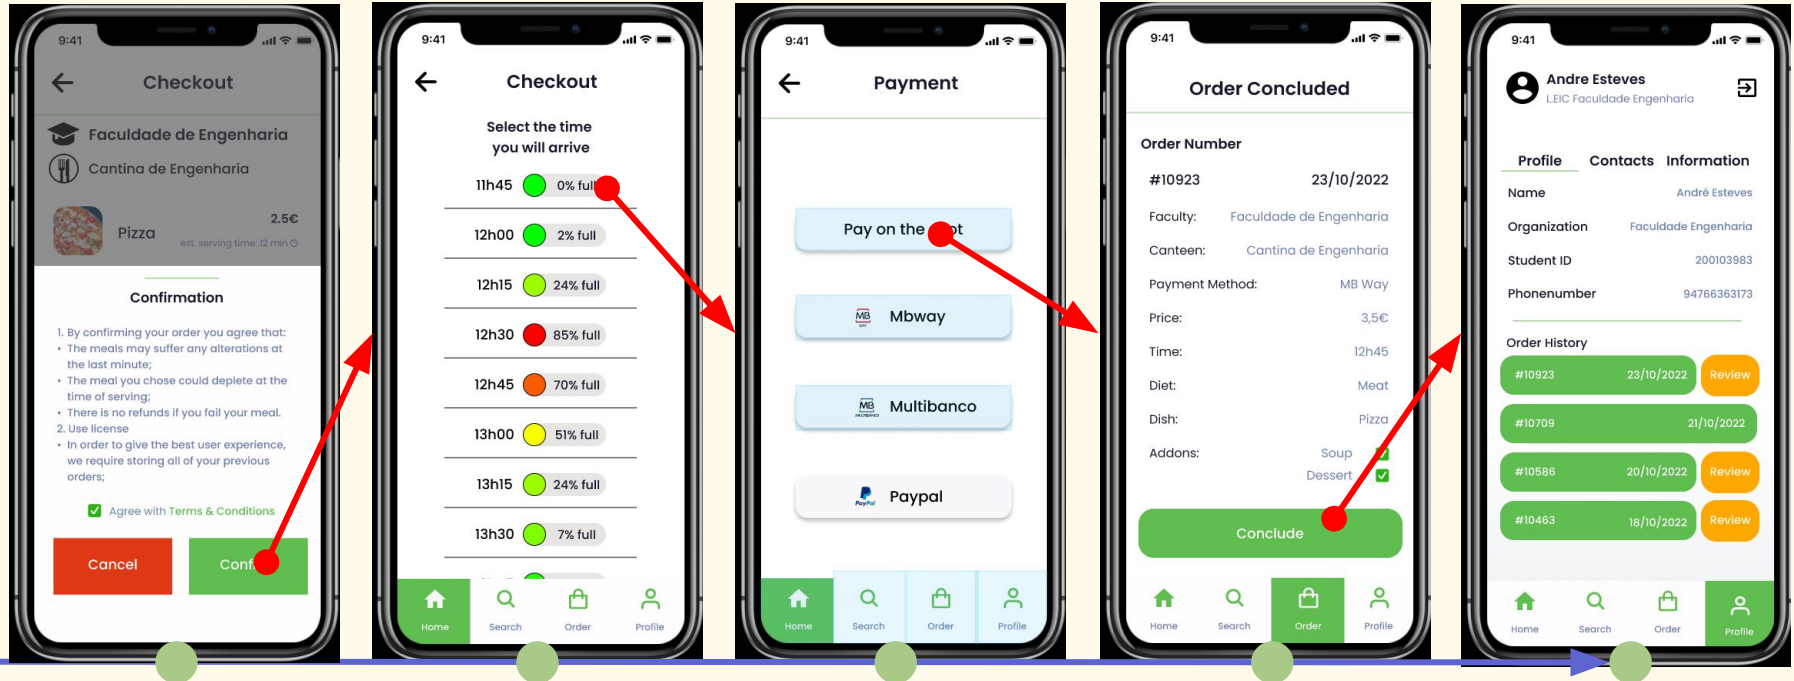 9:41
Checkout
Faculdade de Engenharia
Cantina de Engenharia
Pizza
2.5€
est. serving time: 12 min
Confirmation
1. By confirming your order you agree that:
• The meals may suffer any alterations at
the last minute;
• The meal you chose could deplete at the
time of serving;
• There is no refunds if you fail your meal.
2. Use license
• In order to give the best user experience,
we require storing all of your previous
orders;
Agree with Terms & Conditions
Cancel
9:41
Checkout
Select the time
you will arrive
11h45 0% full
12h00 2% full
12h15 24% full
12h30 85% full
12h45 70% full
13h00 51% full
13h15 24% full
13h30 7% full
Home Search Order Profile
9:41
Payment
Pay on the
MB WAY Mbway
MB MULTIBANCO Multibanco
PayPal Paypal
Home Search Order Profile
9:41
Order Concluded
Order Number
#10923 23/10/2022
Faculty: Faculdade de Engenharia
Canteen: Cantina de Engenharia
Payment Method: MB Way
Price: 3,5€
Time: 12h45
Diet: Meat
Dish: Pizza
Addons: Soup
Dessert
Conclude
Home Search Order Profile
9:41
Andre Esteves
LEIC Faculdade Engenharia
Profile Contacts Information
Name André Esteves
Organization Faculdade Engenharia
Student ID 200103983
Phonenumber 94766363173
Order History
#10923 23/10/2022 Review
#10709 21/10/2022
#10586 20/10/2022 Review
#10463 18/10/2022 Review
Home Search Order Profile